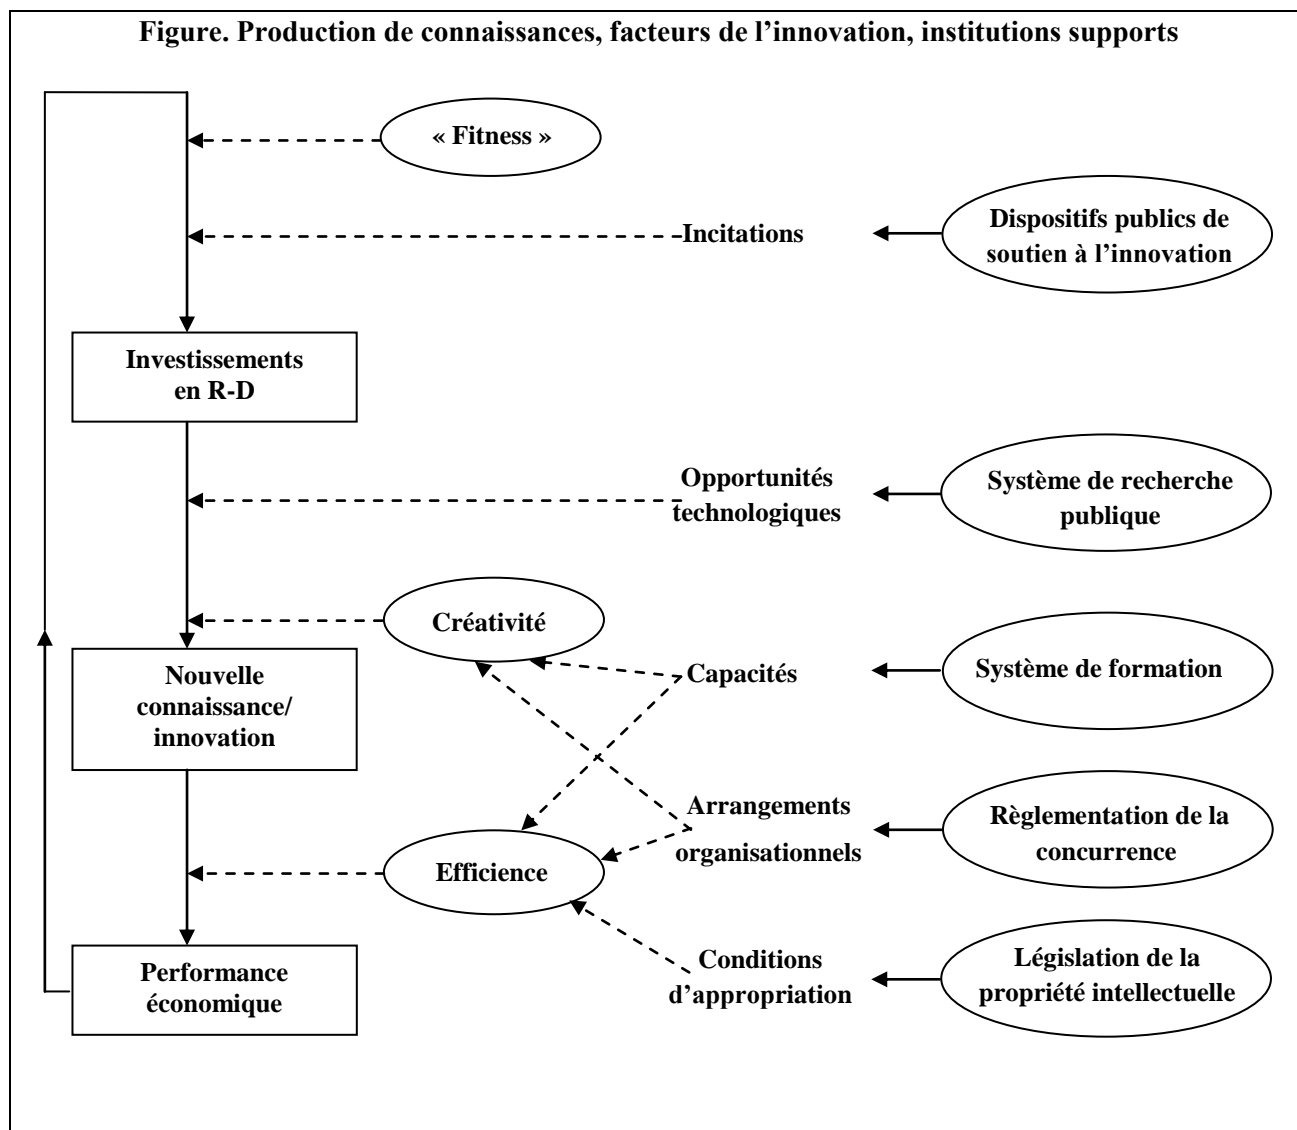 Figure. Production de connaissances, facteurs de l’innovation, institutions supports
« Fitness »
Incitations
Dispositifs publics de
soutien à l’innovation
Investissements
en R-D
Opportunités
technologiques
Système de recherche
publique
Créativité
Capacités
Système de formation
Nouvelle
connaissance/
innovation
Arrangements
organisationnels
Règlementation de la
concurrence
Efficience
Performance
économique
Conditions
d’appropriation
Législation de la
propriété intellectuelle